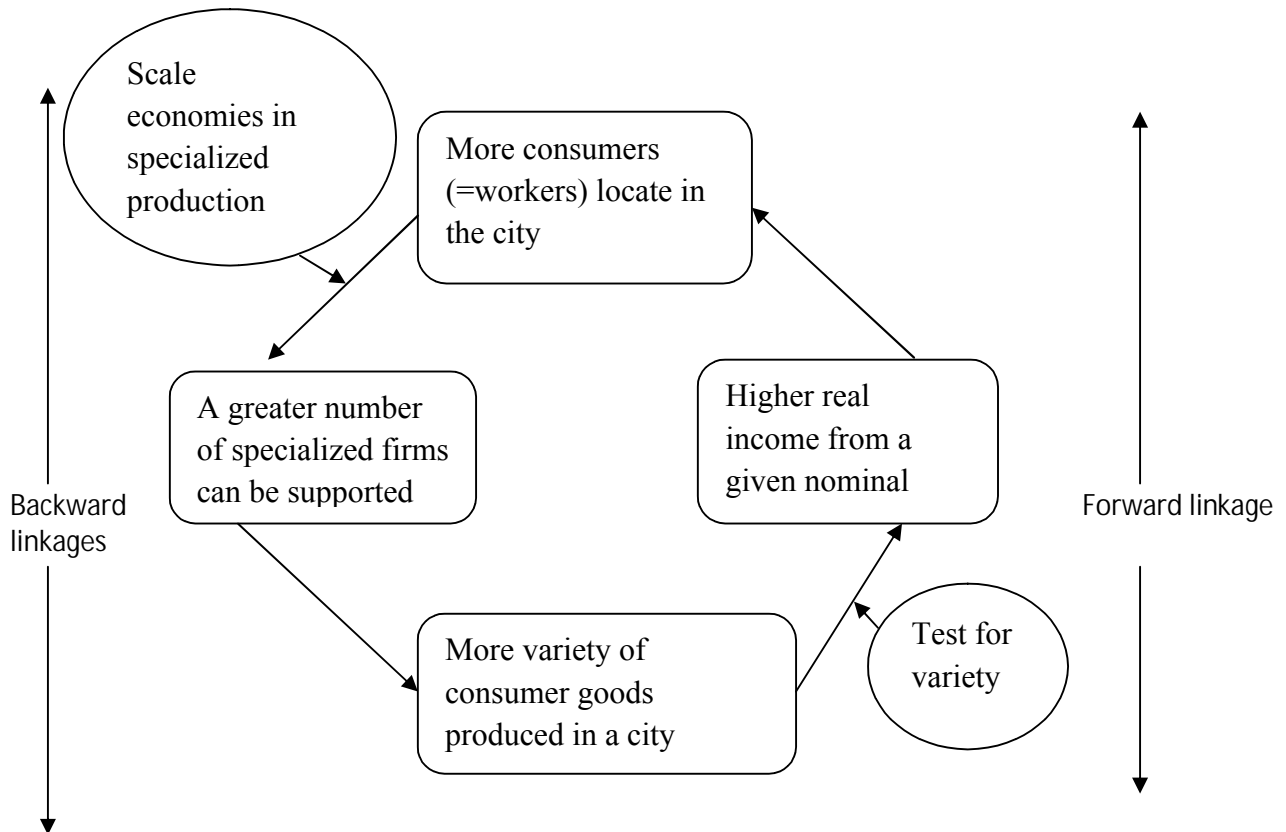 Scale
economies in
specialized
production
More consumers
(=workers) locate in
the city
A greater number
of specialized firms
can be supported
Higher real
income from a
given nominal
Backward
linkages
Forward linkage
More variety of
consumer goods
produced in a city
Test for
variety